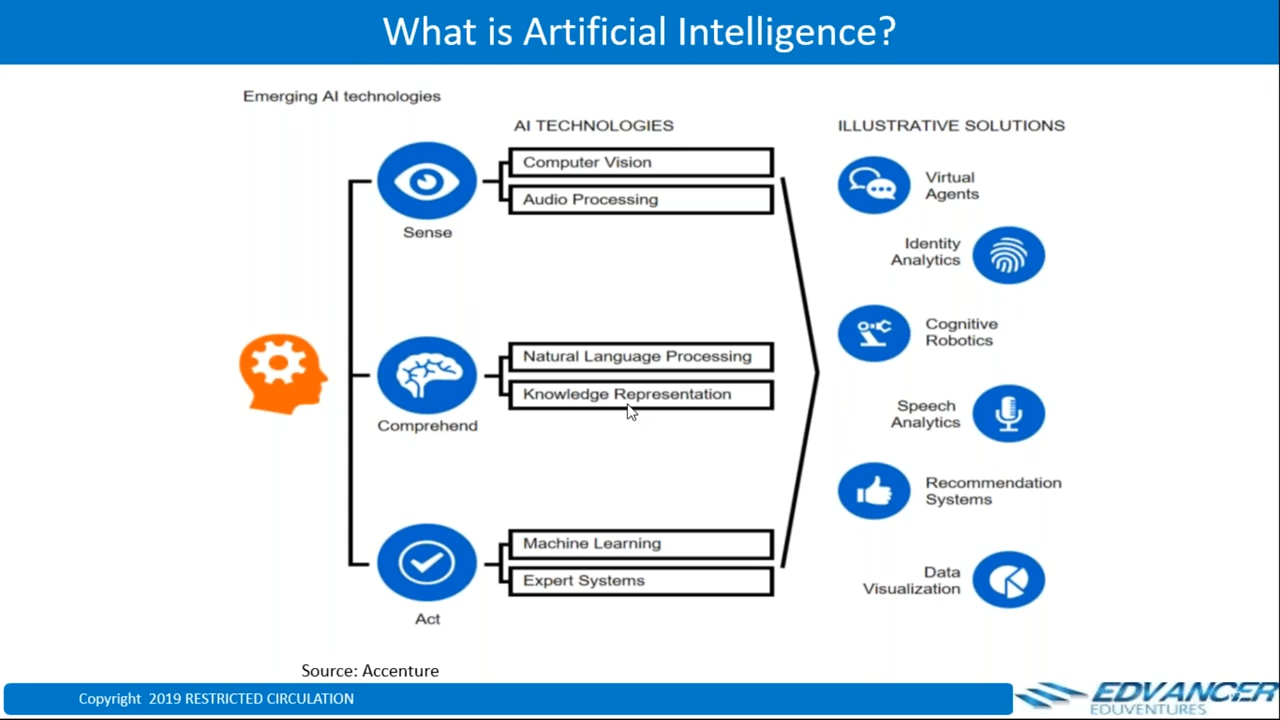 What is Artificial Intelligence?
Emerging AI technologies
AI TECHNOLOGIES
ILLUSTRATIVE SOLUTIONS
Sense
Computer Vision
Audio Processing
Comprehend
Natural Language Processing
Knowledge Representation
Act
Machine Learning
Expert Systems
Virtual
Agents
Identity
Analytics
Cognitive
Robotics
Speech
Analytics
Recommendation
Systems
Data
Visualization
Source: Accenture
Copyright 2019 RESTRICTED CIRCULATION
EDVANCER
EDUVENTURES